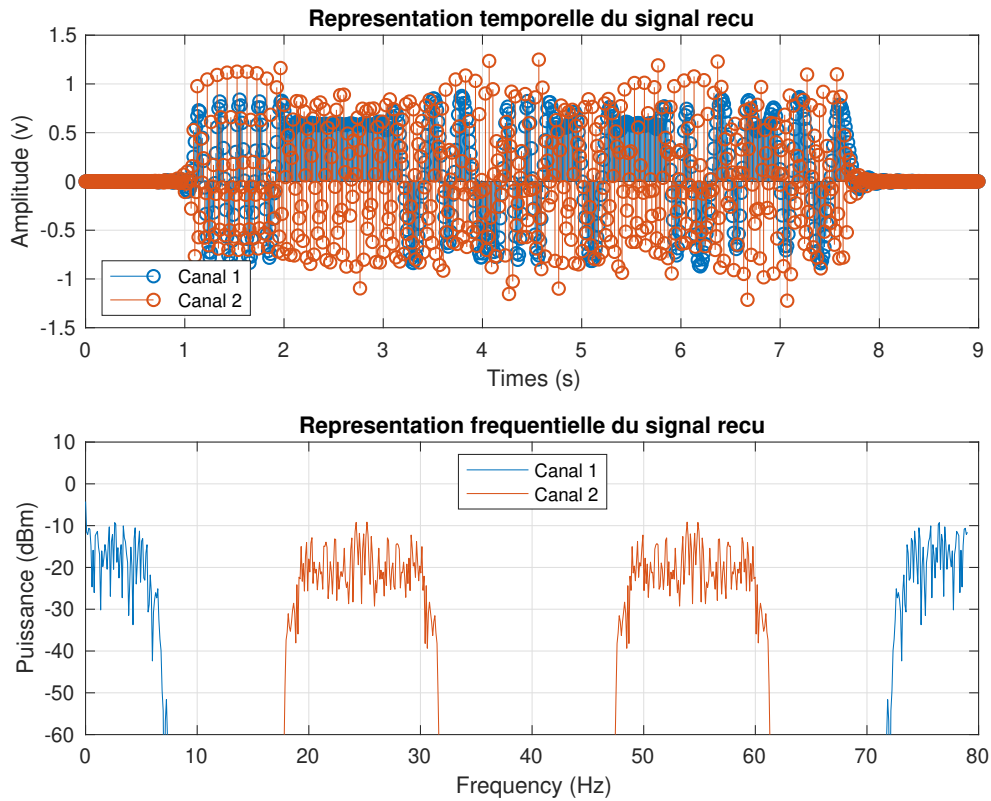 Representation temporelle du signal recu
1.5
1
0.5
0
-0.5
-1
-1.5
Amplitude (v)
Canal 1
Canal 2
0 1 2 3 4 5 6 7 8 9
Times (s)
Representation frequentielle du signal recu
10
0
-10
-20
-30
-40
-50
-60
Puissance (dBm)
Canal 1
Canal 2
0 10 20 30 40 50 60 70 80
Frequency (Hz)